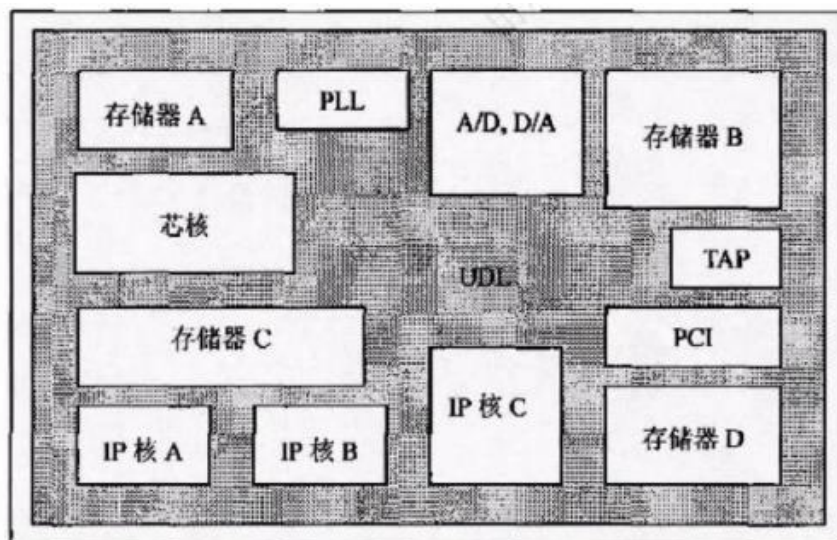 存储器 A
PLL
A/D, D/A
存储器 B
芯核
TAP
UDL
存储器 C
PCI
IP 核 C
IP 核 A
IP 核 B
存储器 D